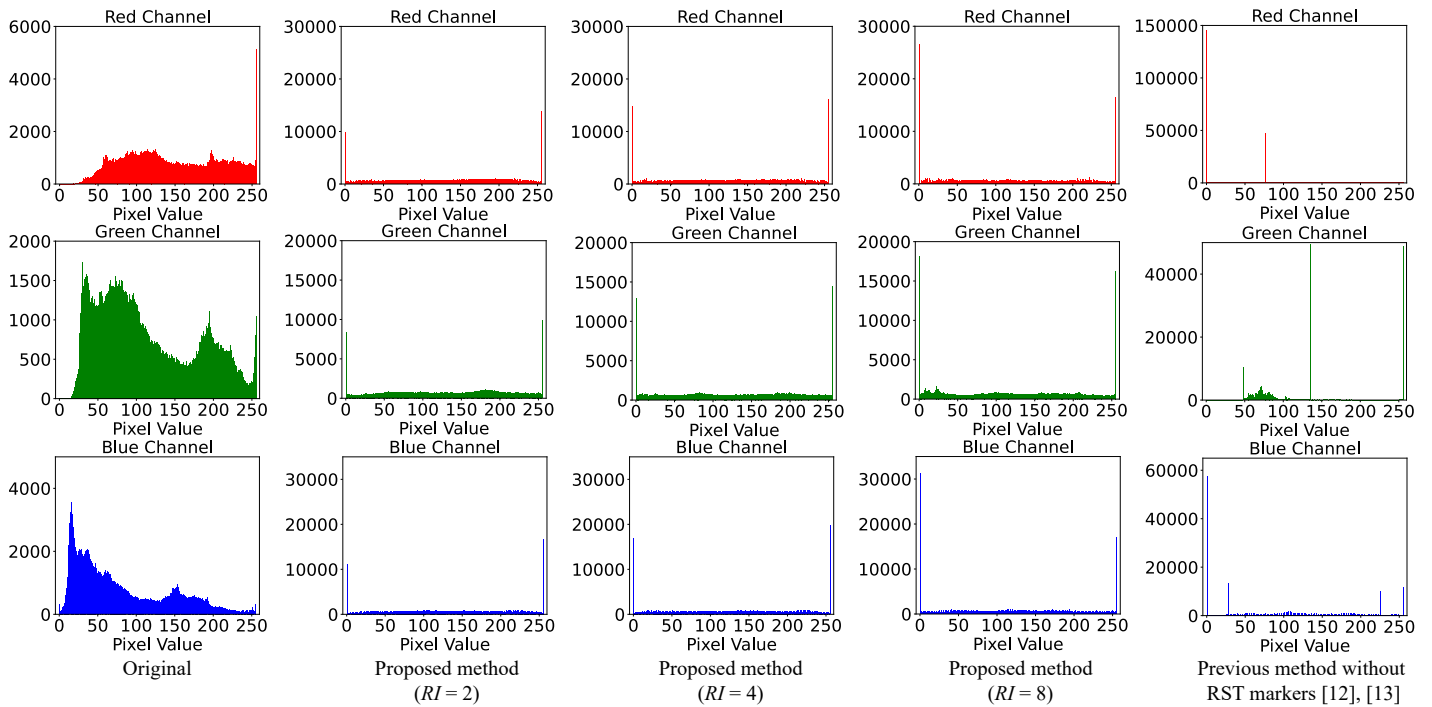 Red Channel Red Channel Red Channel Red Channel Red Channel
6000 30000 30000 30000 150000
4000 20000 20000 20000 100000
2000 10000 10000 10000 50000
0 0 0 0 0
0 50 100 150 200 250 0 50 100 150 200 250 0 50 100 150 200 250 0 50 100 150 200 250 0 50 100 150 200 250
Pixel Value Pixel Value Pixel Value Pixel Value Pixel Value
Green Channel Green Channel Green Channel Green Channel Green Channel
2000 20000 20000 20000
1500 15000 15000 15000 40000
1000 10000 10000 10000 20000
500 5000 5000 5000
0 0 0 0 0
0 50 100 150 200 250 0 50 100 150 200 250 0 50 100 150 200 250 0 50 100 150 200 250 0 50 100 150 200 250
Pixel Value Pixel Value Pixel Value Pixel Value Pixel Value
Blue Channel Blue Channel Blue Channel Blue Channel Blue Channel
4000 30000 30000 30000 60000
2000 20000 20000 20000 40000
10000 10000 10000 20000
0 0 0 0 0
0 50 100 150 200 250 0 50 100 150 200 250 0 50 100 150 200 250 0 50 100 150 200 250 0 50 100 150 200 250
Pixel Value Pixel Value Pixel Value Pixel Value Pixel Value
Original Proposed method Proposed method Proposed method Previous method without
(RI = 2) (RI = 4) (RI = 8) RST markers [12], [13]